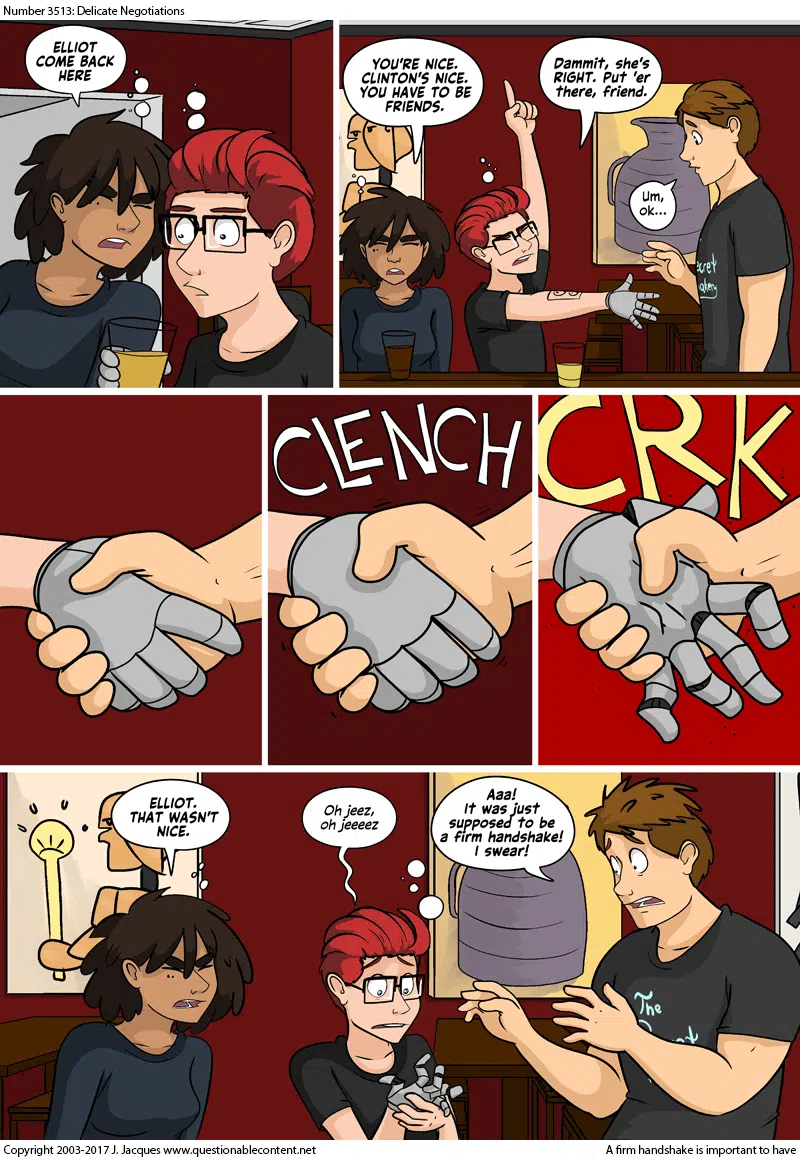 Number 3513: Delicate Negotiations
ELLIOT
COME BACK
HERE
YOU'RE NICE.
CLINTON'S NICE.
YOU HAVE TO BE
FRIENDS.
Dammit, she's
RIGHT. Put 'er
there, friend.
Um,
ok...
CLENCH
CRK
ELLIOT.
THAT WASN'T
NICE.
Oh jeez,
oh jeeeez
Aaa!
It was just
supposed to be
a firm handshake!
I swear!
The
Copyright 2003-2017 J. Jacques www.questionablecontent.net
A firm handshake is important to have